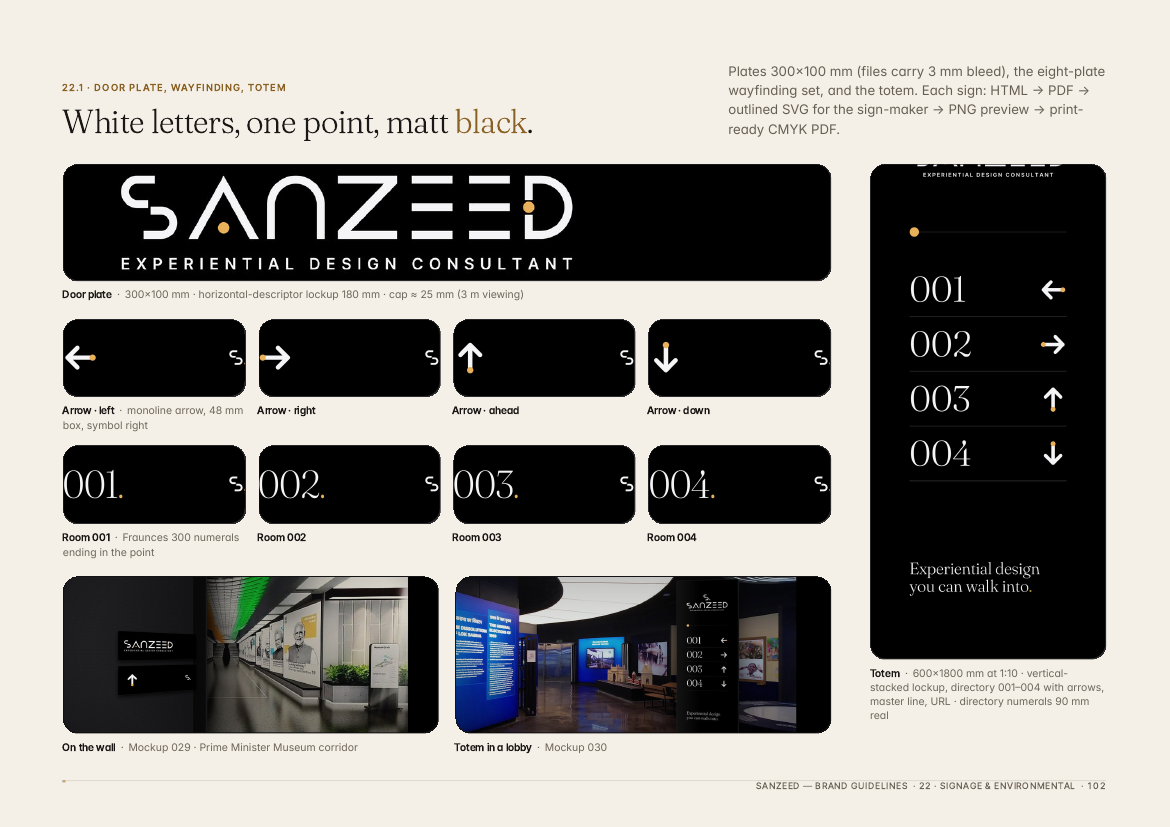 22.1 · DOOR PLATE, WAYFINDING, TOTEM
White letters, one point, matt black.
Plates 300×100 mm (files carry 3 mm bleed), the eight-plate
wayfinding set, and the totem. Each sign: HTML → PDF →
outlined SVG for the sign-maker → PNG preview → print-
ready CMYK PDF.
SANZEED
EXPERIENTIAL DESIGN CONSULTANT
Door plate · 300×100 mm · horizontal-descriptor lockup 180 mm · cap ≈ 25 mm (3 m viewing)
Arrow · left · monoline arrow, 48 mm
box, symbol right
Arrow · right
Arrow · ahead
Arrow · down
001.
002.
003.
004.
Room 001 · Fraunces 300 numerals
ending in the point
Room 002
Room 003
Room 004
SANZEED
On the wall · Mockup 029 · Prime Minister Museum corridor
SANZEED
001 ←
002 →
003 ↑
004 ↓
Experiential design
you can walk into.
Totem in a lobby · Mockup 030
EXPERIENTIAL DESIGN CONSULTANT
001 ←
002 →
003 ↑
004 ↓
Experiential design
you can walk into.
Totem · 600×1800 mm at 1:10 · vertical-
stacked lockup, directory 001–004 with arrows,
master line, URL · directory numerals 90 mm
real
SANZEED — BRAND GUIDELINES · 22 · SIGNAGE & ENVIRONMENTAL · 102